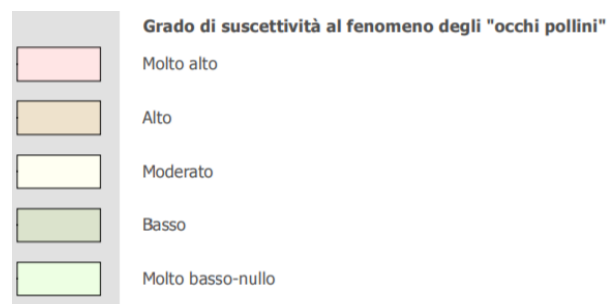 Grado di suscettività al fenomeno degli "occhi pollini"
Molto alto
Alto
Moderato
Basso
Molto basso-nullo